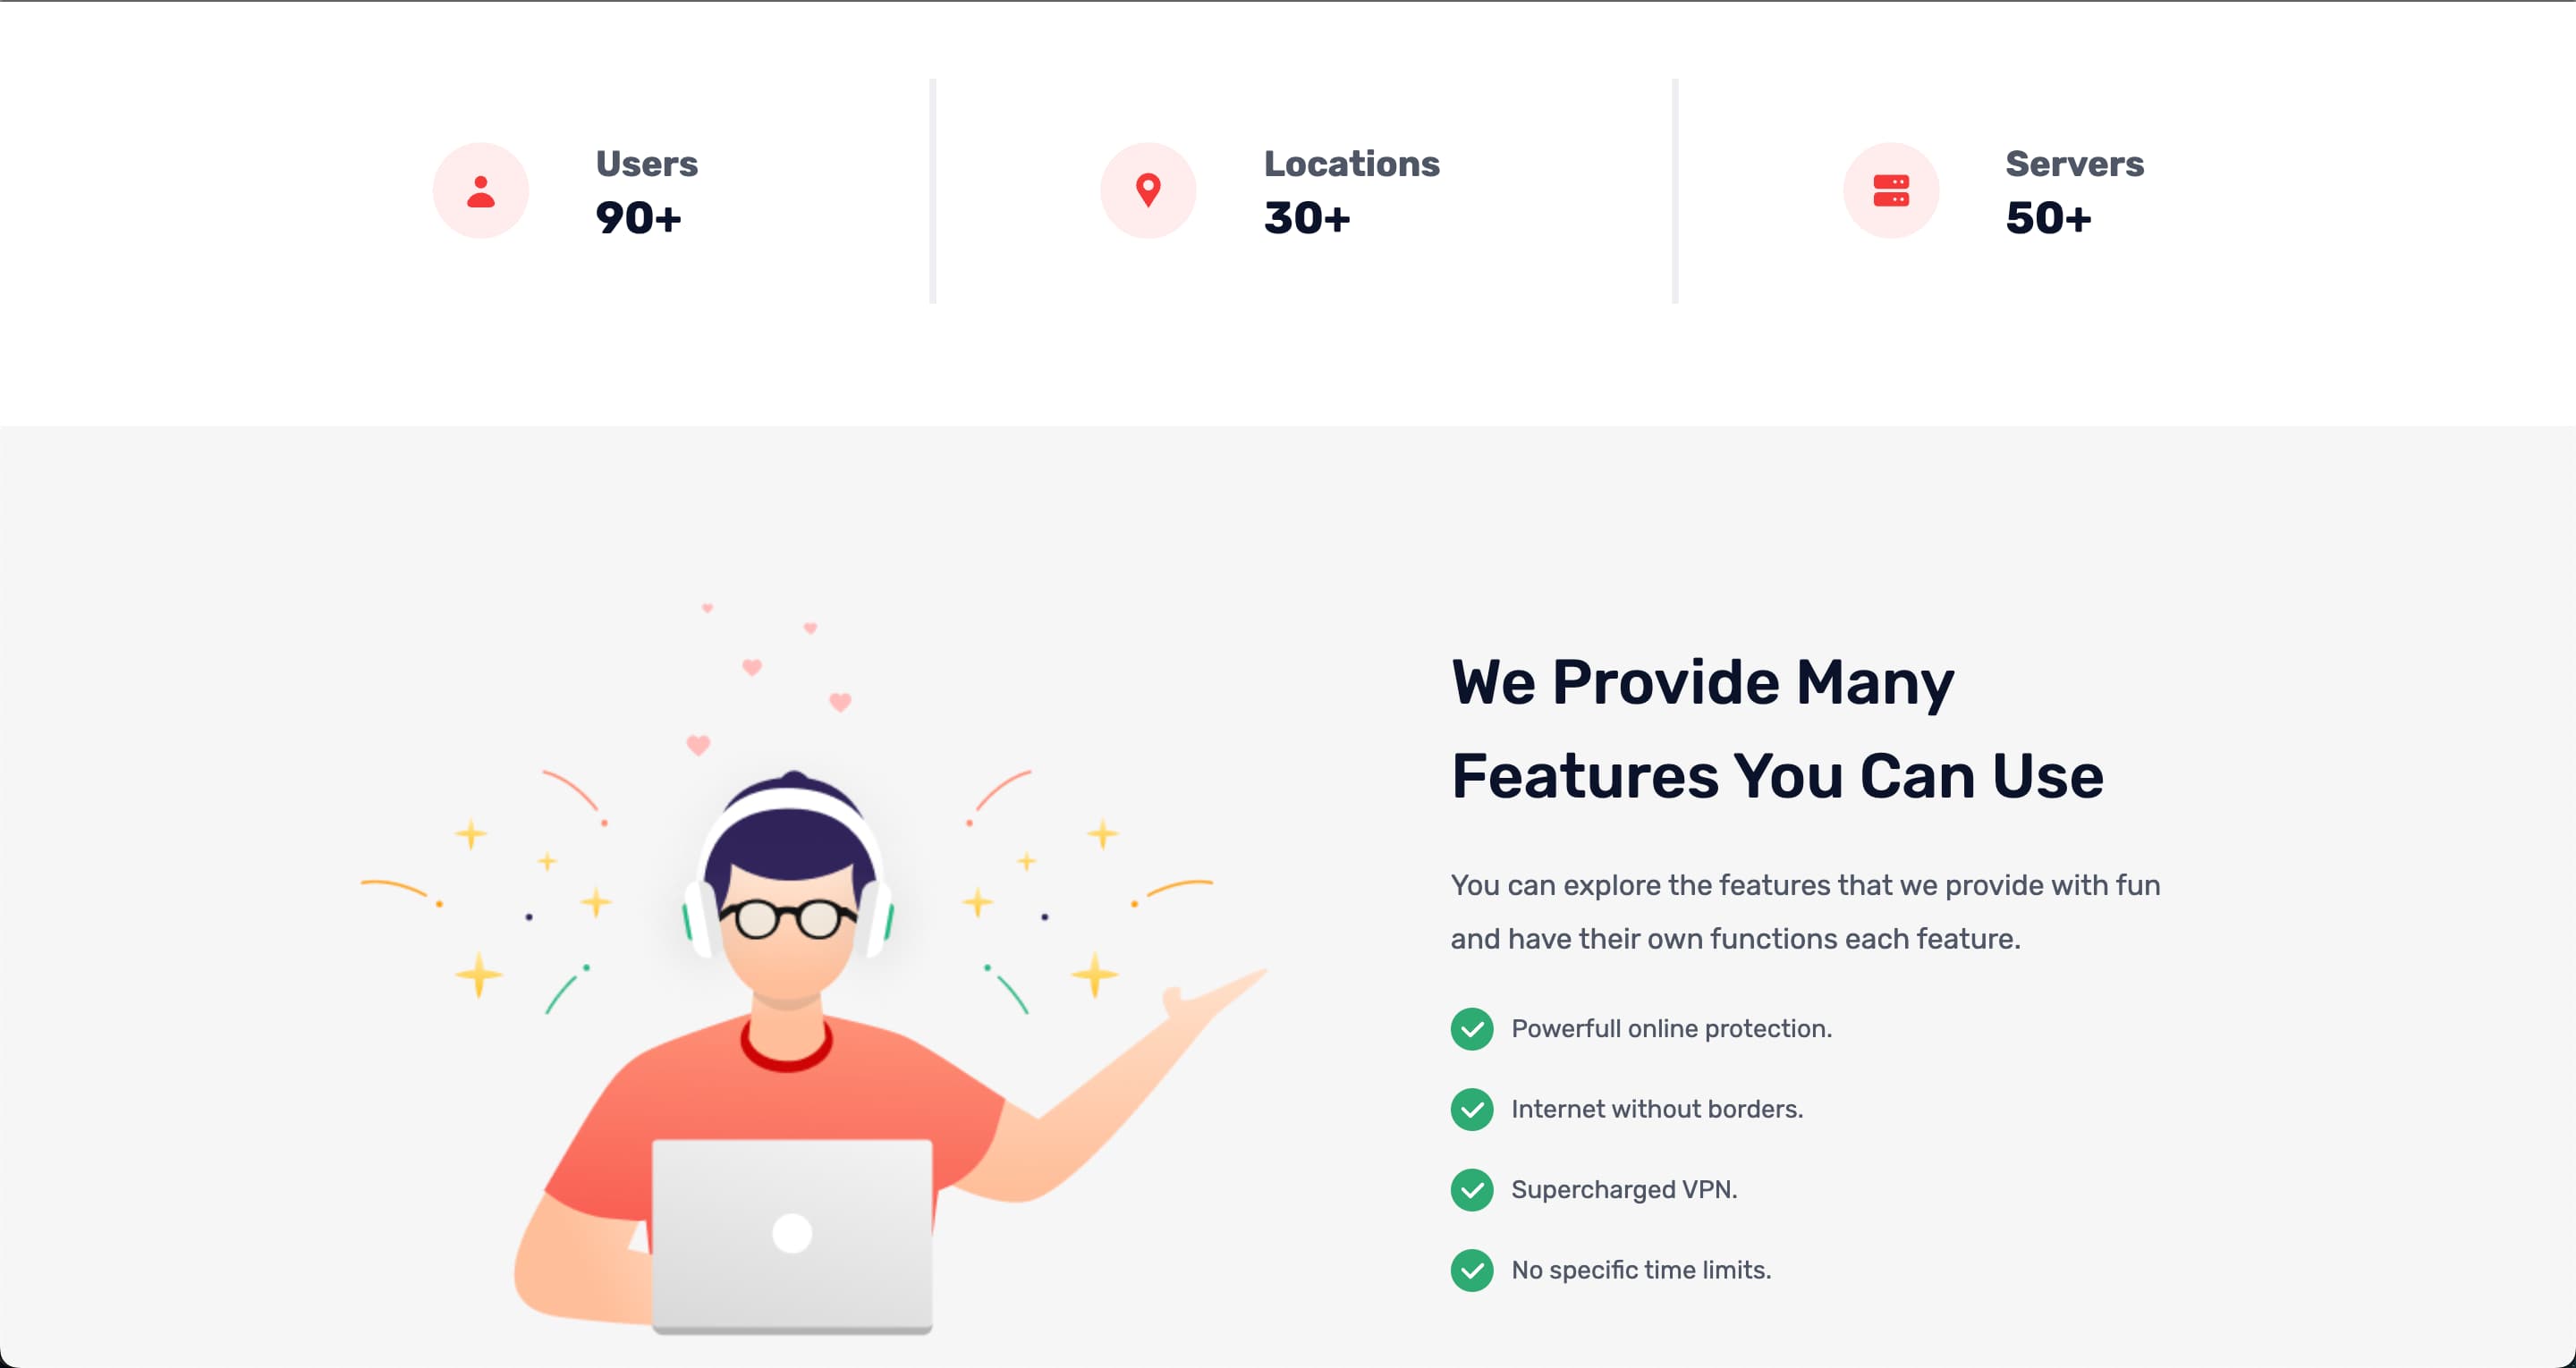 Users
90+
Locations
30+
Servers
50+
We Provide Many
Features You Can Use
You can explore the features that we provide with fun
and have their own functions each feature.
Powerfull online protection.
Internet without borders.
Supercharged VPN.
No specific time limits.